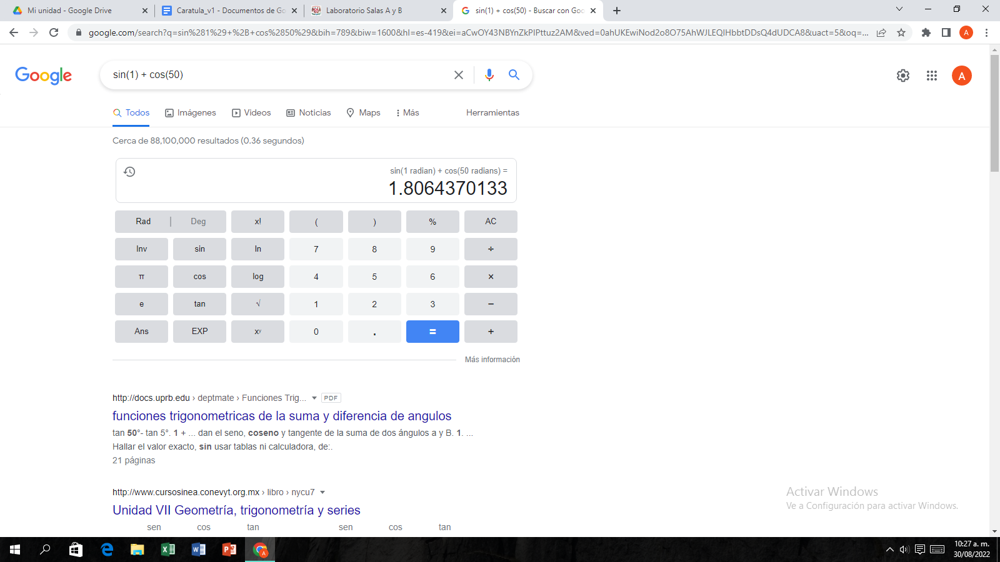 Mi unidad - Google Drive
Caratula_v1 - Documentos de Go
Laboratorio Salas A y B
sin(1) + cos(50) - Buscar con Goo
google.com/search?q=sin%281%29+%2B+cos%2850%29&bih=789&biw=1600&hl=es-419&ei=aCwOY43NBYnZkPIPttuz2AM&ved=0ahUKEwiNod2o8O75AhWJLEQIHbbtDDsQ4dUDCA8&uact=5&oq=...
A
Google
sin(1) + cos(50)
A
Todos
Imágenes
Videos
Noticias
Maps
Más
Herramientas
Cerca de 88,100,000 resultados (0.36 segundos)
sin(1 radian) + cos(50 radians) =
1.8064370133
Rad | Deg x! ( ) % AC
Inv sin ln 7 8 9 ÷
π cos log 4 5 6 ×
e tan √ 1 2 3 −
Ans EXP xʸ 0 . = +
Más información
http://docs.uprb.edu › deptmate › Funciones Trig... PDF
funciones trigonometricas de la suma y diferencia de angulos
tan 50°- tan 5°. 1 + ... dan el seno, coseno y tangente de la suma de dos ángulos a y B. 1. ...
Hallar el valor exacto, sin usar tablas ni calculadora, de:.
21 páginas
http://www.cursosinea.conevyt.org.mx › libro › nycu7
Unidad VII Geometría, trigonometría y series
sen cos tan sen cos tan
Activar Windows
Ve a Configuración para activar Windows.
A
10:27 a. m.
30/08/2022